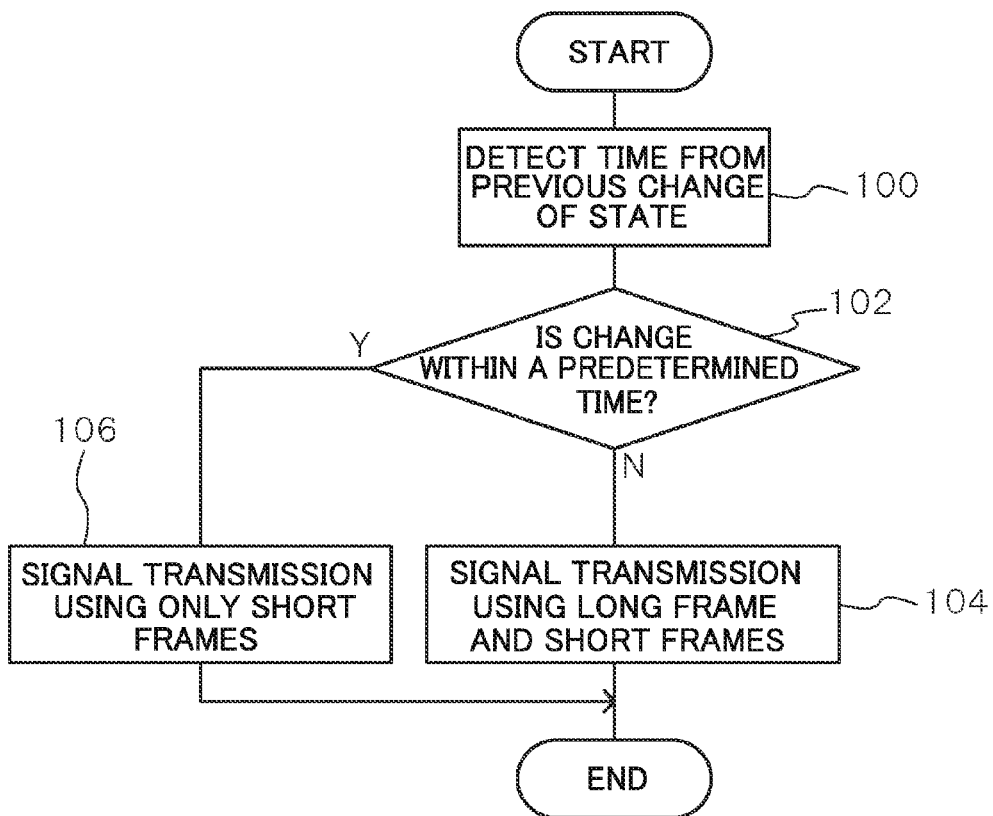 START
DETECT TIME FROM
PREVIOUS CHANGE
OF STATE
100
102
IS CHANGE
WITHIN A PREDETERMINED
TIME?
Y
N
106
SIGNAL TRANSMISSION
USING ONLY SHORT
FRAMES
SIGNAL TRANSMISSION
USING LONG FRAME
AND SHORT FRAMES
104
END